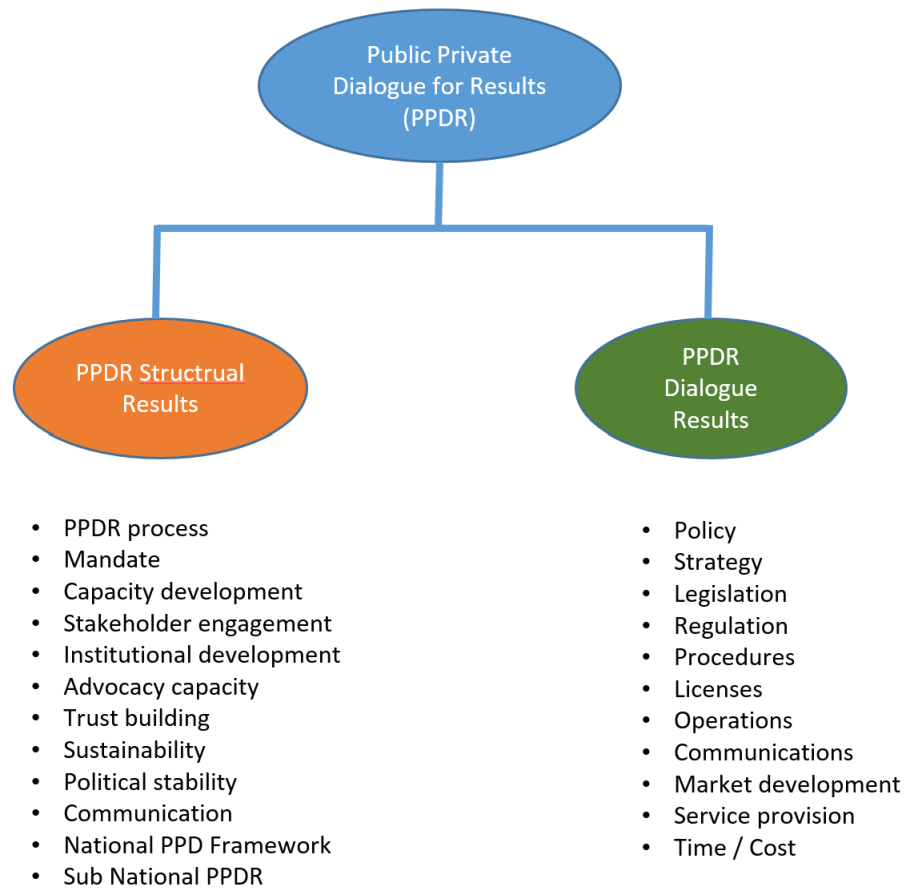 Public Private
Dialogue for Results
(PPDR)
PPDR Structrual
Results
PPDR
Dialogue
Results
• PPDR process
• Mandate
• Capacity development
• Stakeholder engagement
• Institutional development
• Advocacy capacity
• Trust building
• Sustainability
• Political stability
• Communication
• National PPD Framework
• Sub National PPDR
• Policy
• Strategy
• Legislation
• Regulation
• Procedures
• Licenses
• Operations
• Communications
• Market development
• Service provision
• Time / Cost